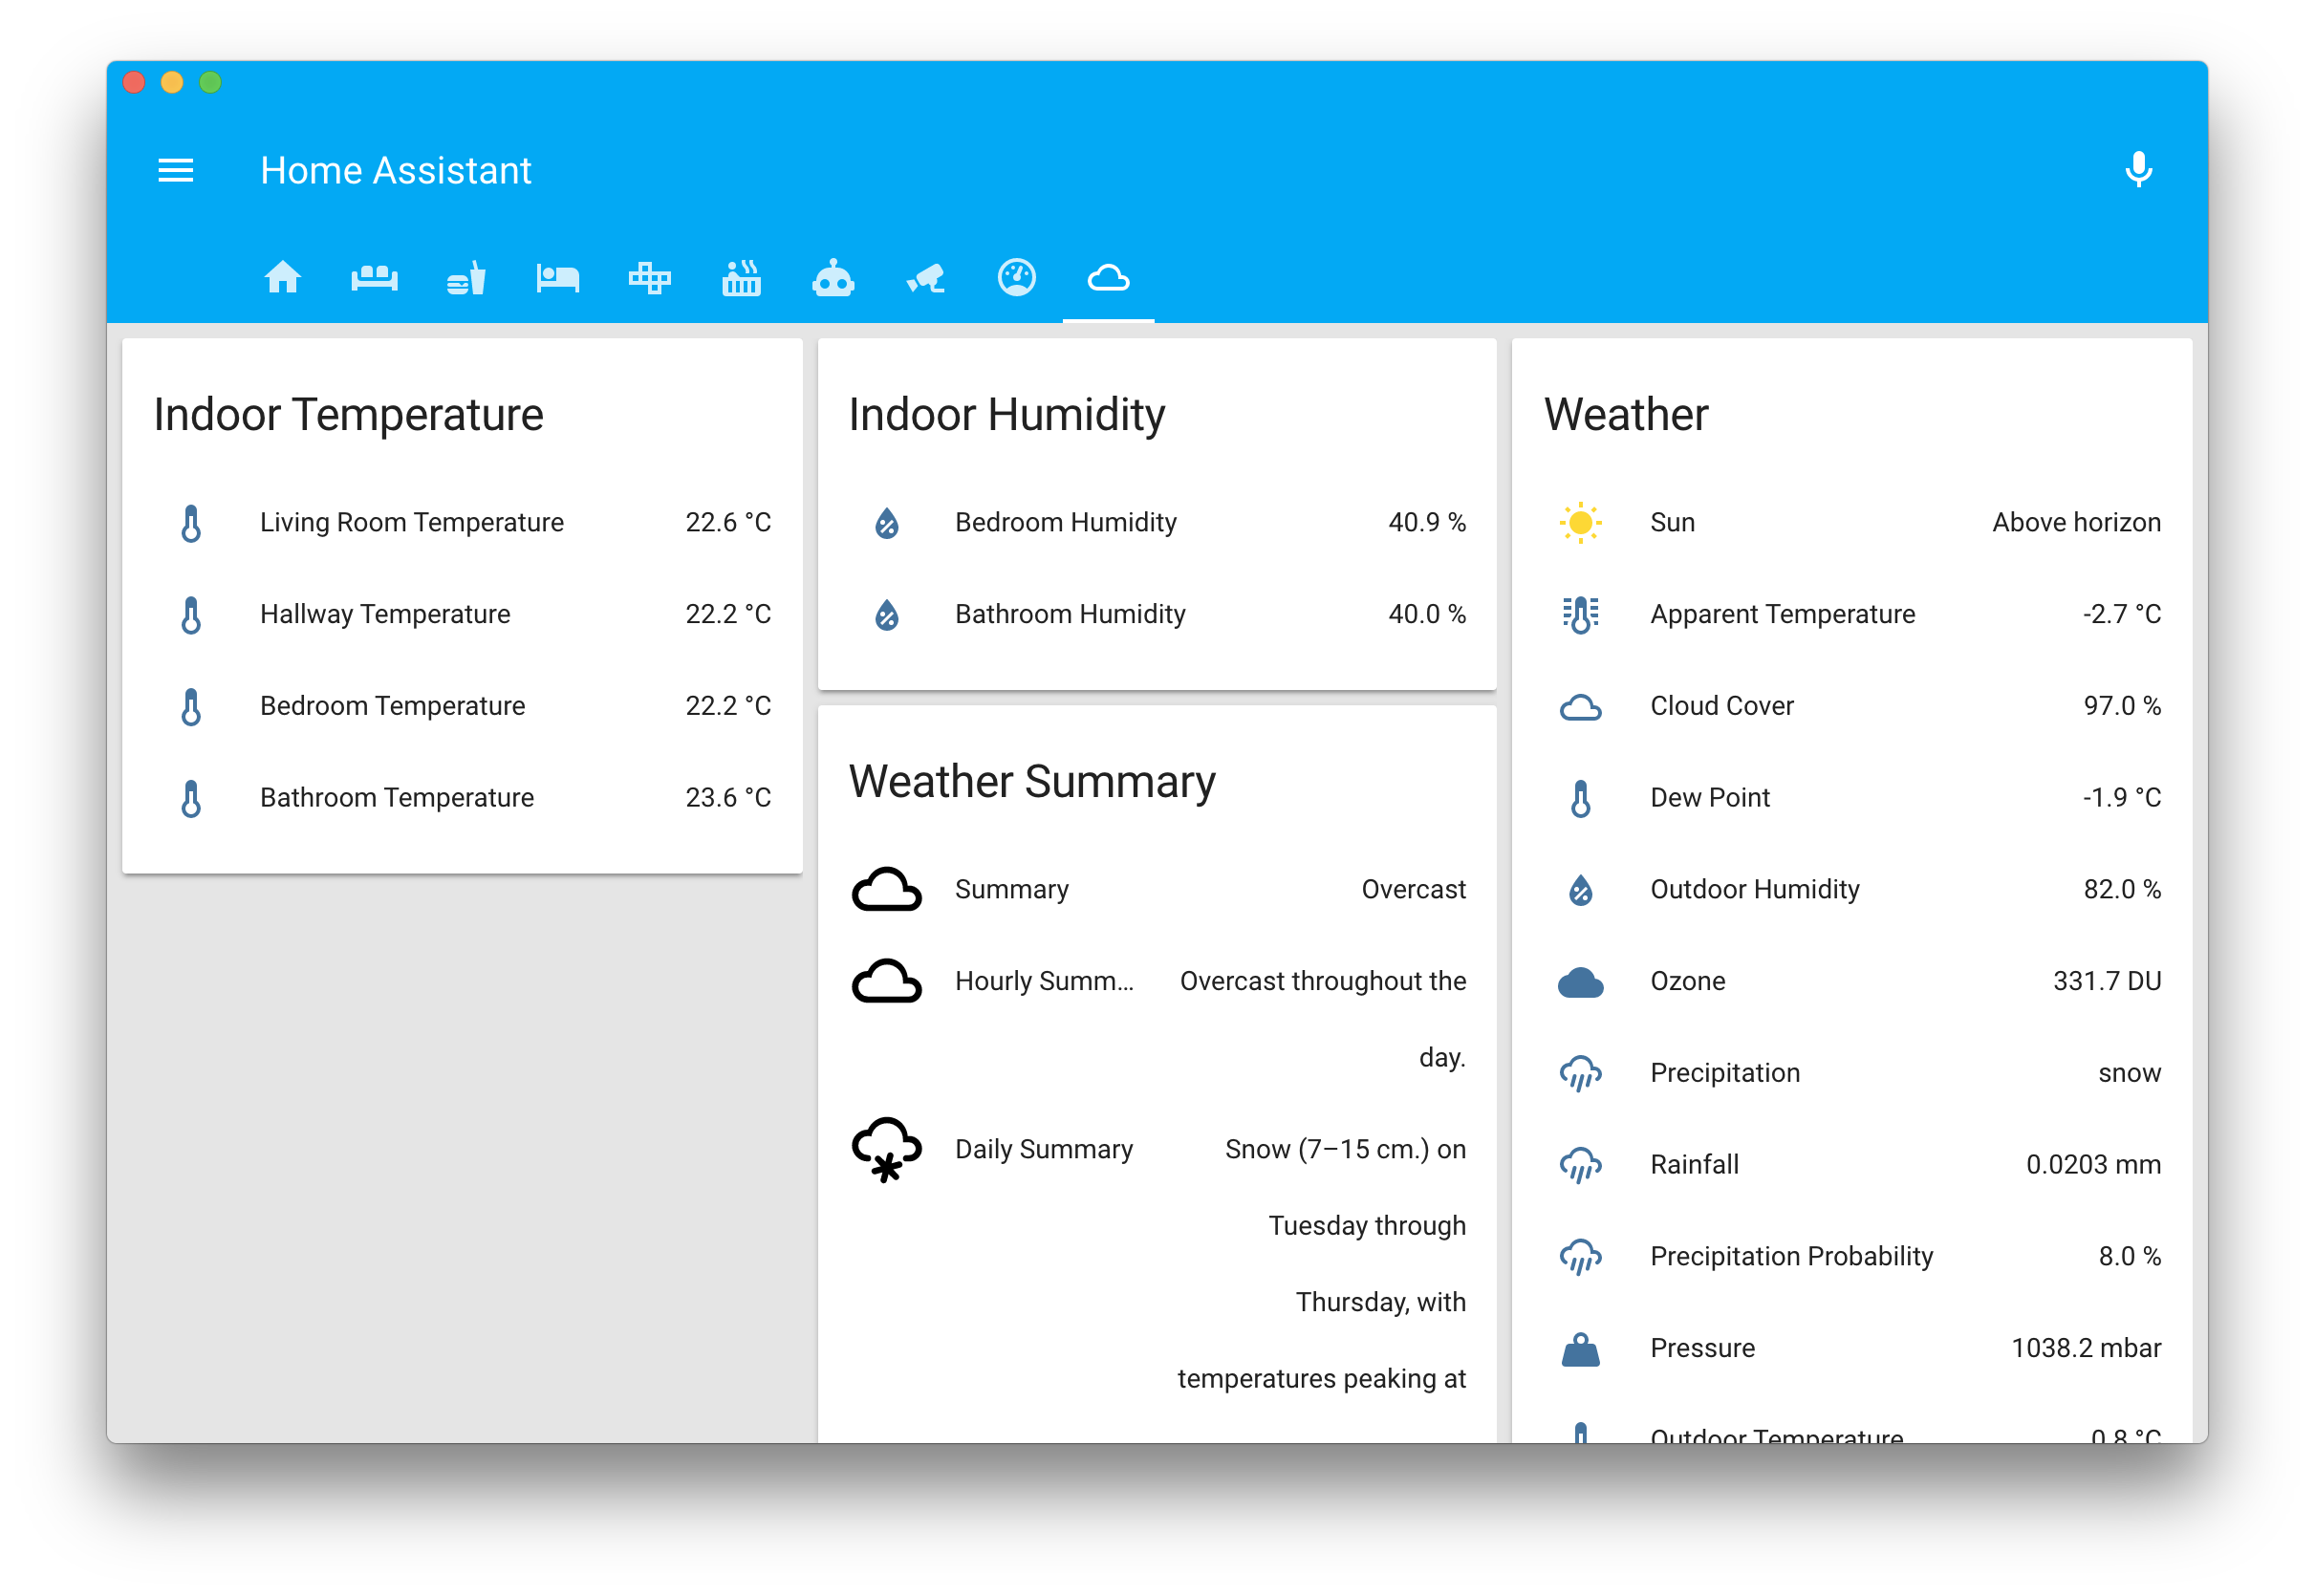 Home Assistant
Indoor Temperature
Living Room Temperature 22.6 °C
Hallway Temperature 22.2 °C
Bedroom Temperature 22.2 °C
Bathroom Temperature 23.6 °C
Indoor Humidity
Bedroom Humidity 40.9 %
Bathroom Humidity 40.0 %
Weather Summary
Summary Overcast
Hourly Summ... Overcast throughout the
day.
Daily Summary Snow (7–15 cm.) on
Tuesday through
Thursday, with
temperatures peaking at
Weather
Sun Above horizon
Apparent Temperature -2.7 °C
Cloud Cover 97.0 %
Dew Point -1.9 °C
Outdoor Humidity 82.0 %
Ozone 331.7 DU
Precipitation snow
Rainfall 0.0203 mm
Precipitation Probability 8.0 %
Pressure 1038.2 mbar
Outdoor Temperature 0.8 °C